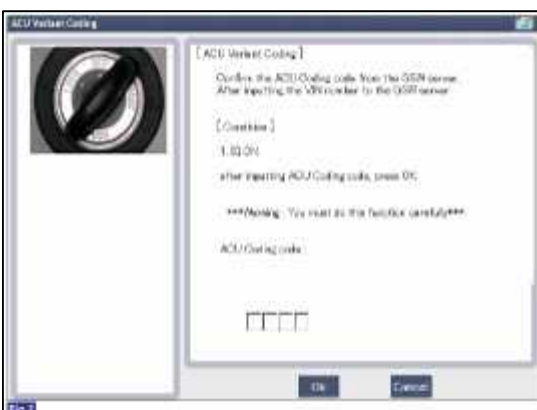 ACU Variant Coding
[ ACU Variant Coding ]
Confirm the ACU Coding code from the GSW server
After inputting the VIN number to the GSW server
[ Condition ]
1. IG ON
after inputting ACU Coding code, press OK
***Warning : You must do this function carefully***
ACU Coding code :
Ok
Cancel